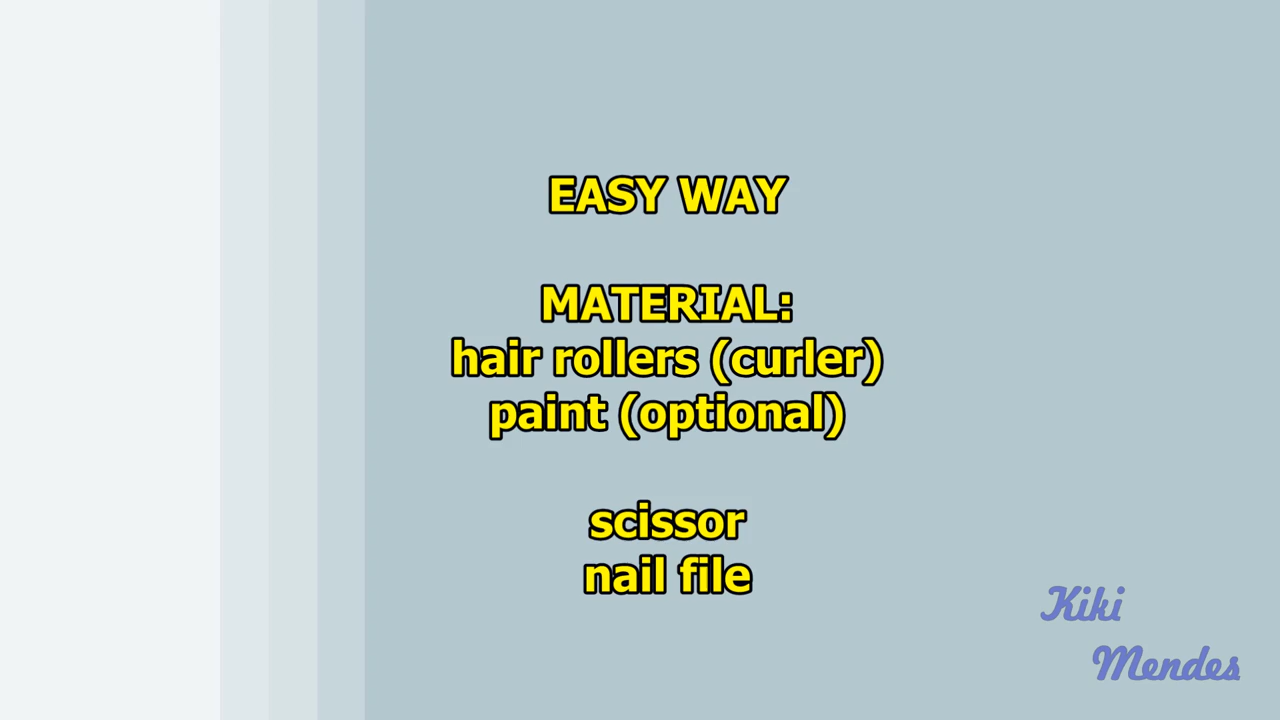 EASY WAY
MATERIAL:
hair rollers (curler)
paint (optional)
scissor
nail file
Kiki
Mendes